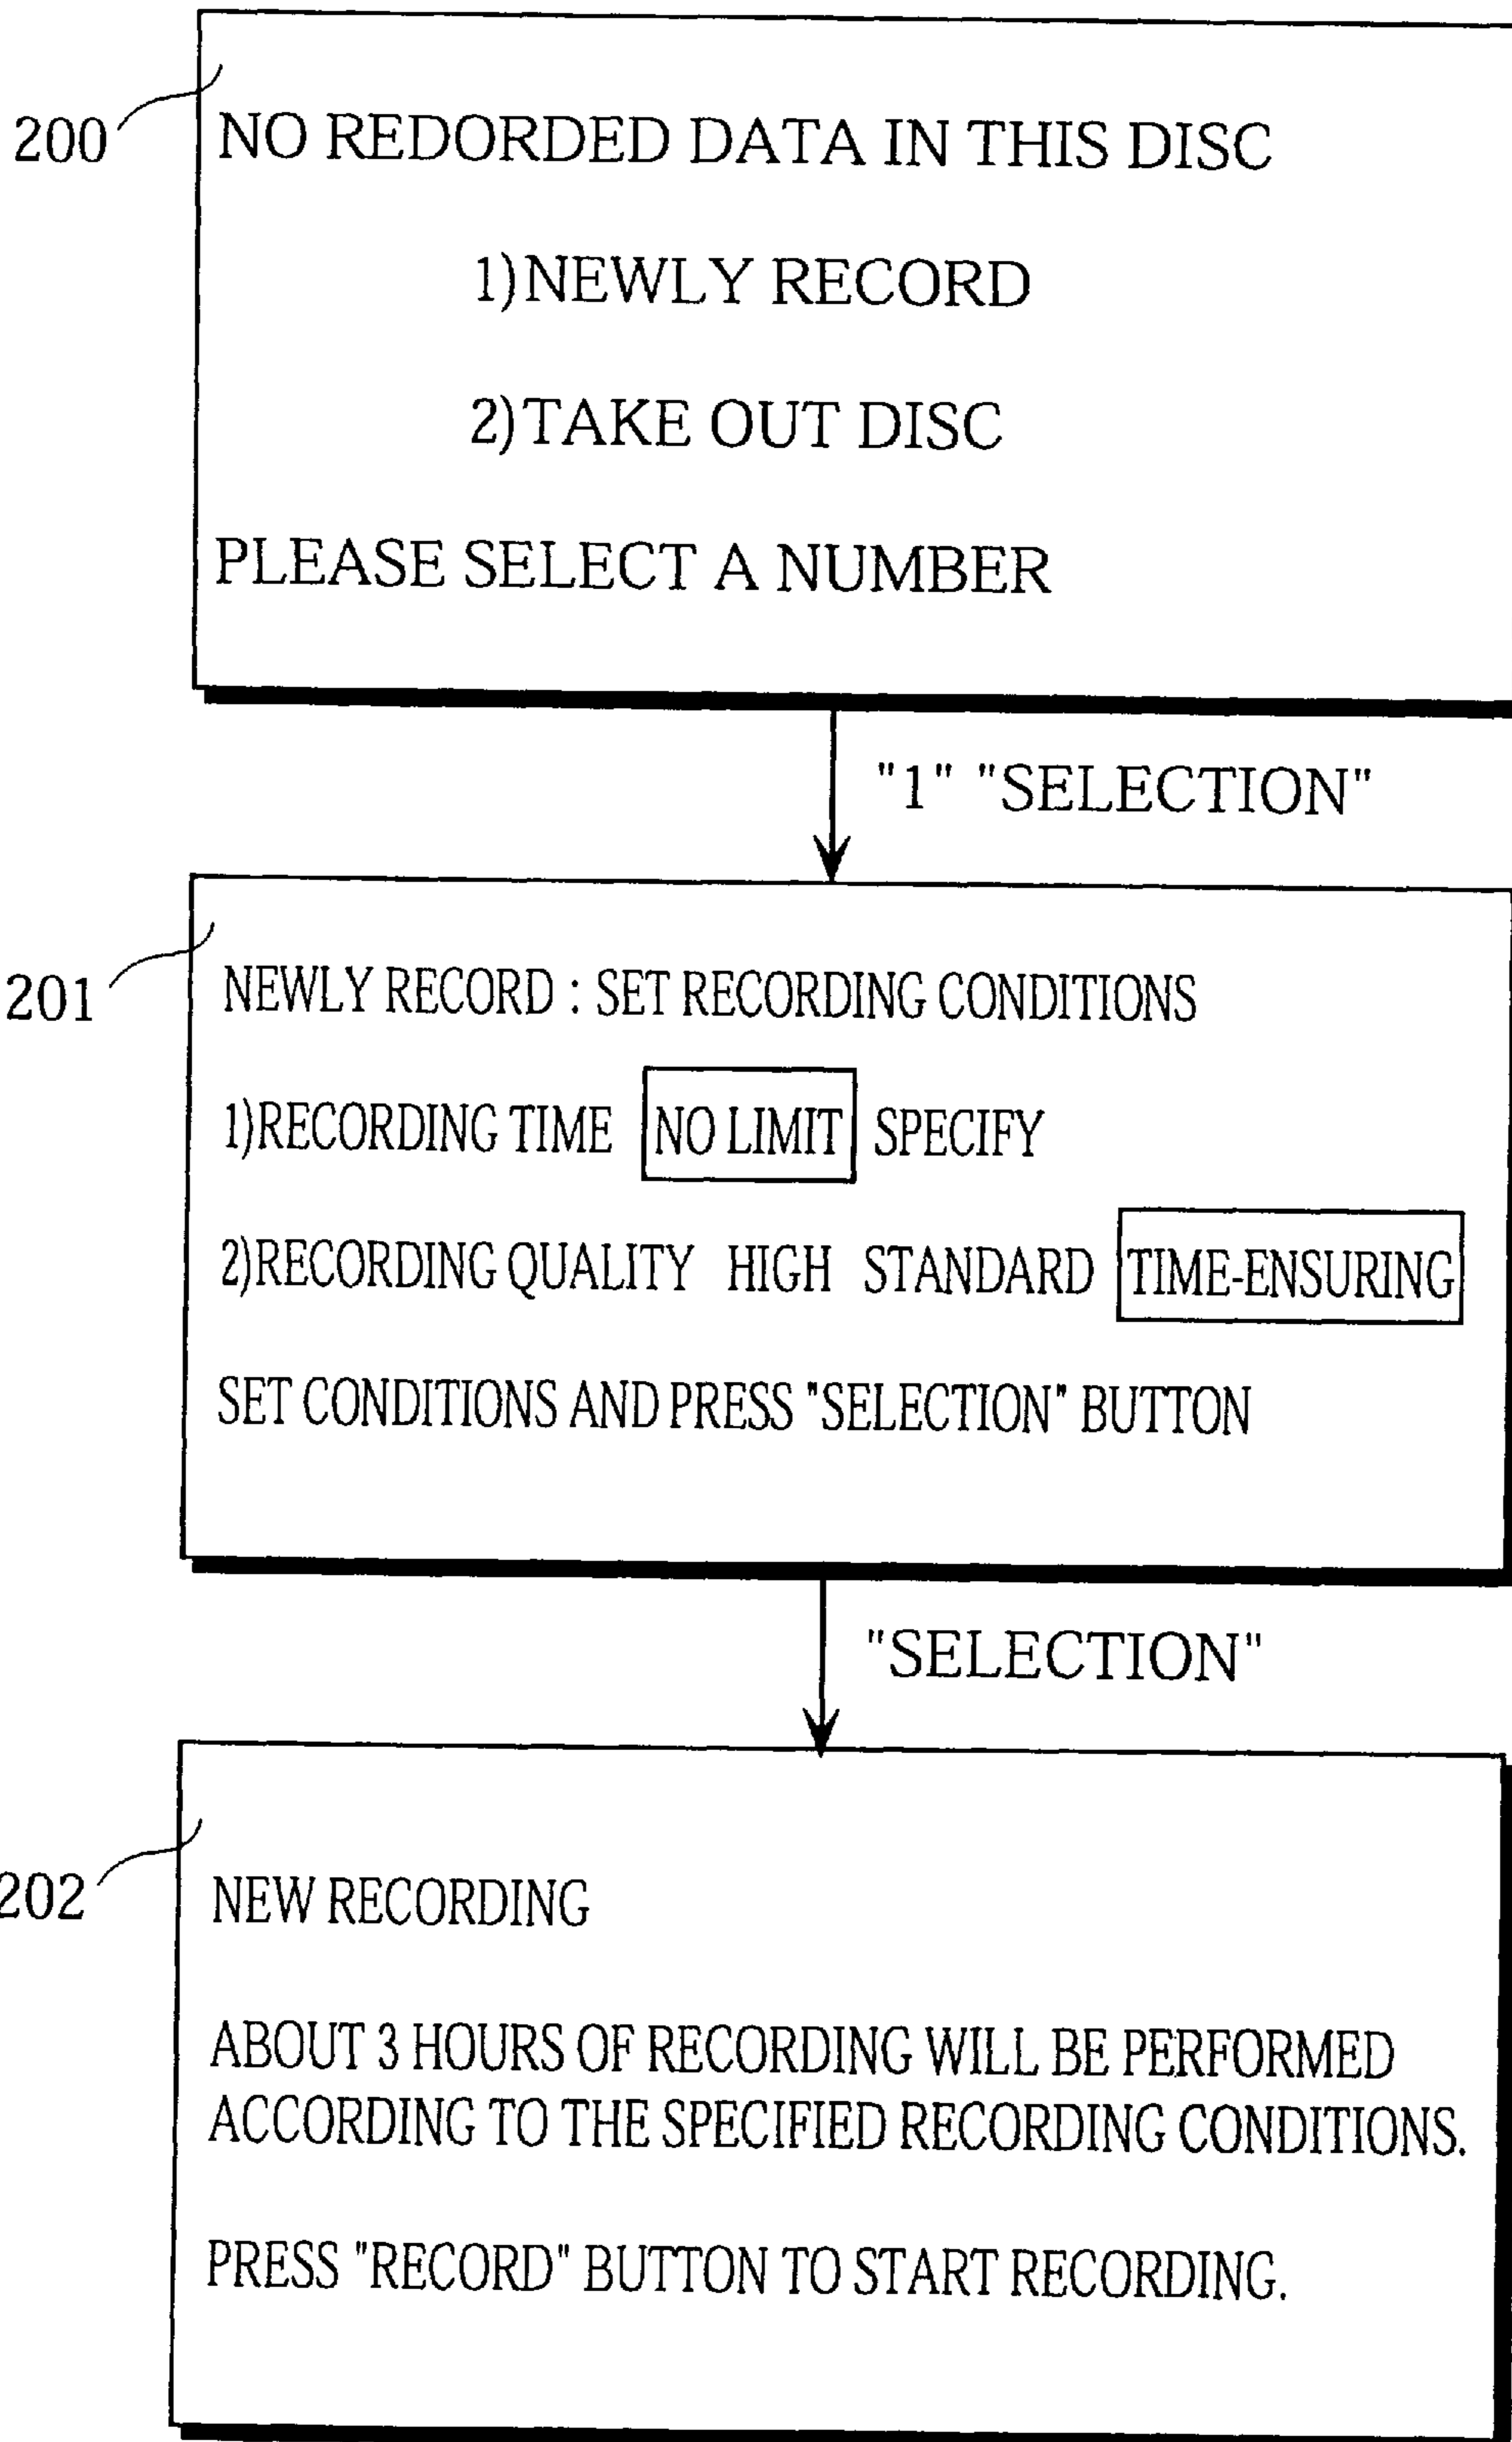 200
NO REDORDED DATA IN THIS DISC
1)NEWLY RECORD
2)TAKE OUT DISC
PLEASE SELECT A NUMBER
"1" "SELECTION"
201
NEWLY RECORD : SET RECORDING CONDITIONS
1)RECORDING TIME NO LIMIT SPECIFY
2)RECORDING QUALITY HIGH STANDARD TIME-ENSURING
SET CONDITIONS AND PRESS "SELECTION" BUTTON
"SELECTION"
202
NEW RECORDING
ABOUT 3 HOURS OF RECORDING WILL BE PERFORMED
ACCORDING TO THE SPECIFIED RECORDING CONDITIONS.
PRESS "RECORD" BUTTON TO START RECORDING.